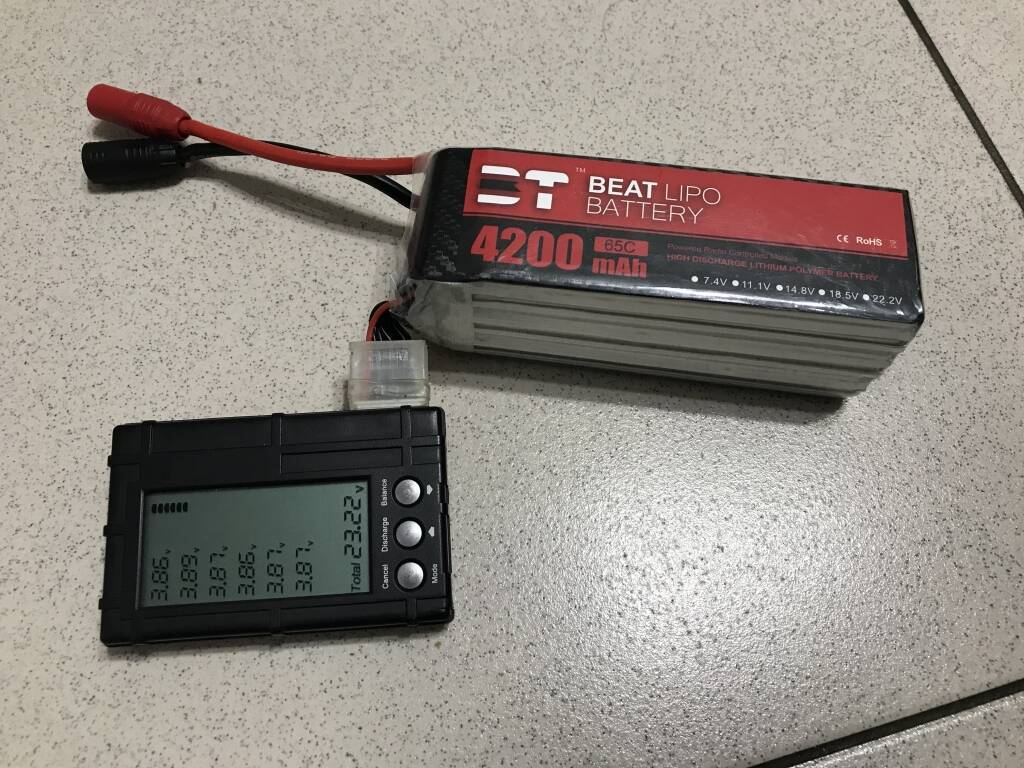 BT™
BEAT LIPO
BATTERY
CE RoHS
4200 65C mAh
Powered Radio Controlled Models
HIGH DISCHARGE LITHIUM POLYMER BATTERY
7.4V 11.1V 14.8V 18.5V 22.2V
3.86v
3.89v
3.87v
3.86v
3.87v
3.87v
Total 23.22v
Cancel Discharge Balance
Mode